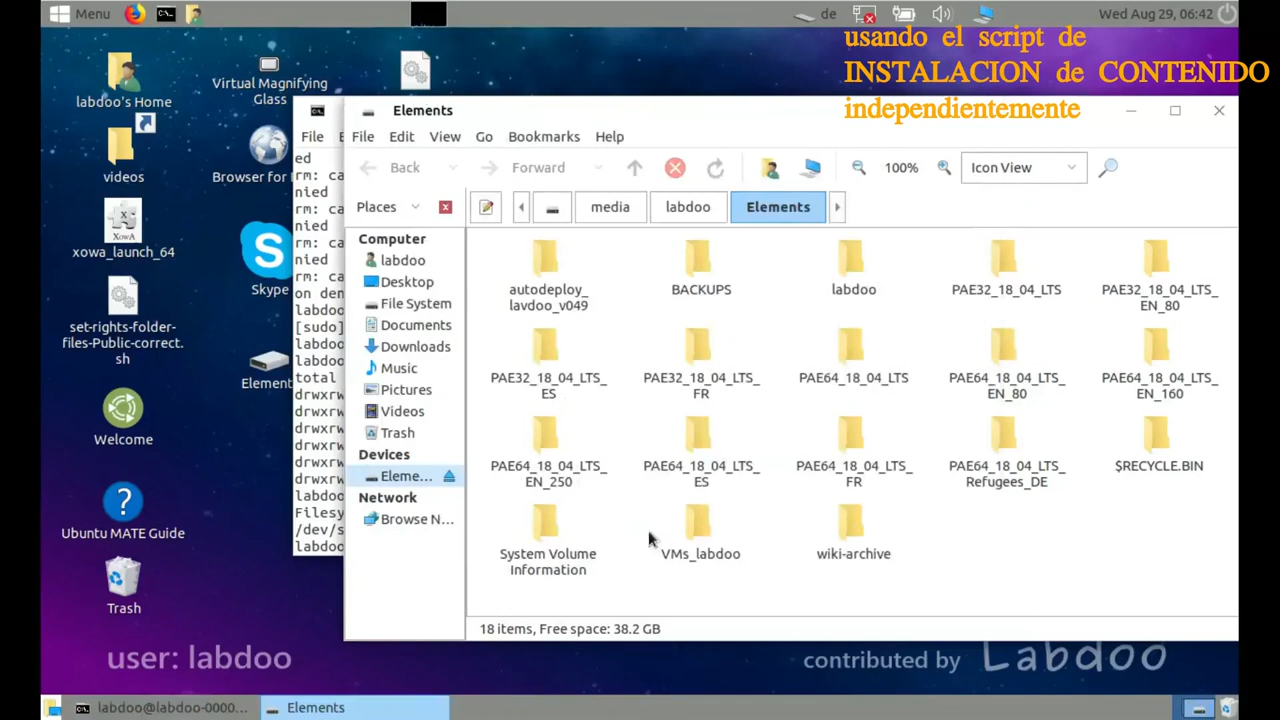 Menu
de
Wed Aug 29, 06:42
usando el script de
INSTALACION de CONTENIDO
independientemente
labdoo's Home
videos
xowa_launch_64
set-rights-folder-
files-Public-correct.
sh
Welcome
Ubuntu MATE Guide
Trash
Virtual Magnifying
Glass
Browser for
Skype
Element
File
ed
rm: ca
nied
rm: ca
nied
rm: ca
nied
rm: ca
on den
labdoo
[sudo]
labdoo
labdoo
total
drwxrw
drwxrw
drwxrw
drwxrw
drwxrw
drwxrw
labdoo
Filesy
/dev/s
labdoo
Elements
File Edit View Go Bookmarks Help
Back Forward 100% Icon View
Places
media labdoo Elements
Computer
labdoo
Desktop
File System
Documents
Downloads
Music
Pictures
Videos
Trash
Devices
Eleme...
Network
Browse N...
autodeploy_
lavdoo_v049
BACKUPS
labdoo
PAE32_18_04_LTS
PAE32_18_04_LTS_
EN_80
PAE32_18_04_LTS_
ES
PAE32_18_04_LTS_
FR
PAE64_18_04_LTS
PAE64_18_04_LTS_
EN_80
PAE64_18_04_LTS_
EN_160
PAE64_18_04_LTS_
EN_250
PAE64_18_04_LTS_
ES
PAE64_18_04_LTS_
FR
PAE64_18_04_LTS_
Refugees_DE
$RECYCLE.BIN
System Volume
Information
VMs_labdoo
wiki-archive
18 items, Free space: 38.2 GB
user: labdoo
contributed by Labdoo
labdoo@labdoo-0000...
Elements